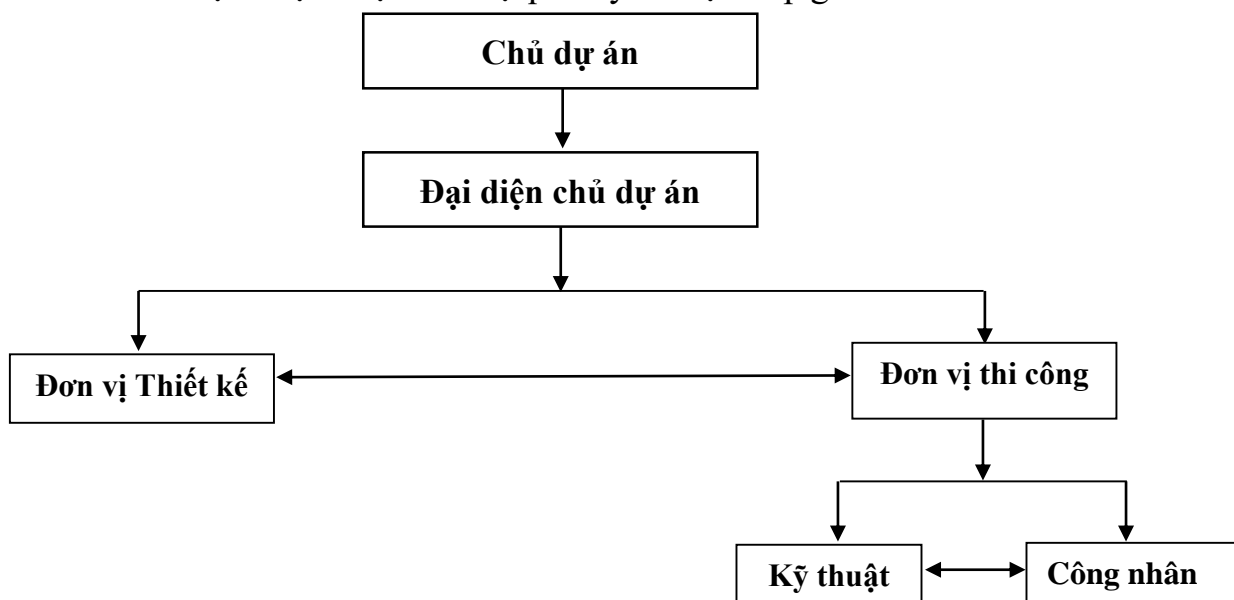 Chủ dự án
Đại diện chủ dự án
Đơn vị Thiết kế
Đơn vị thi công
Kỹ thuật
Công nhân